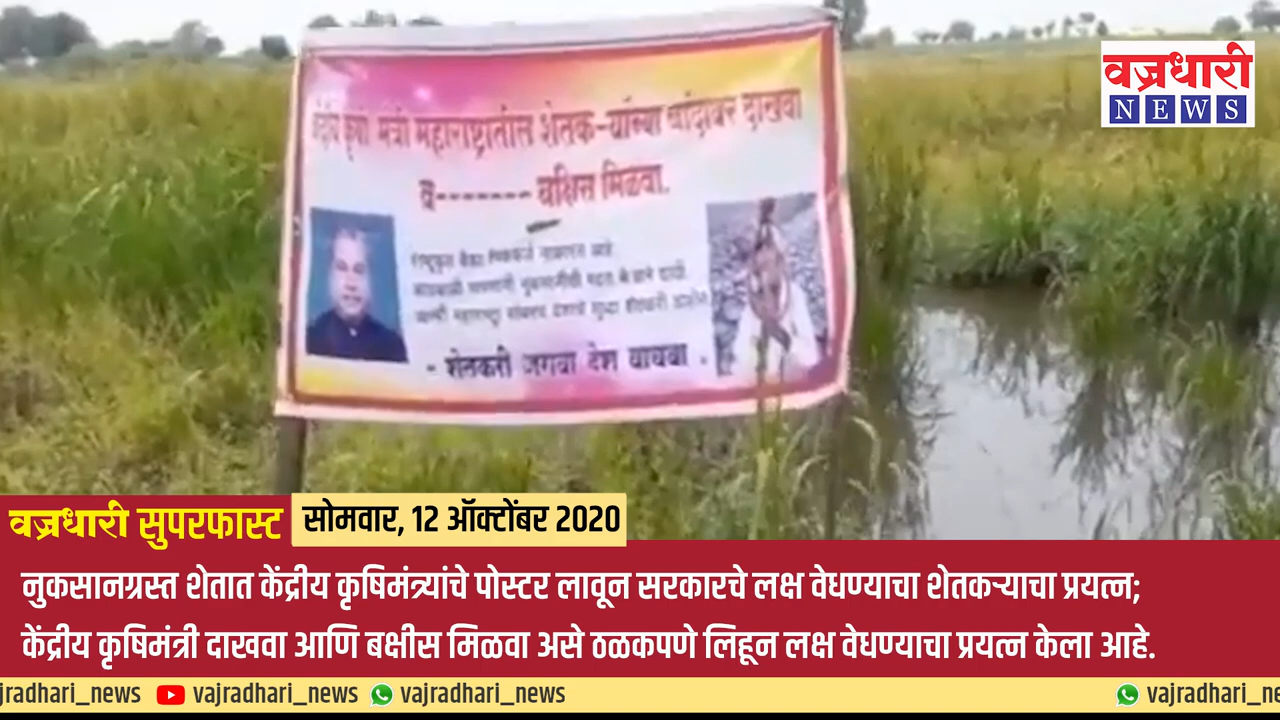 वज्रधारी
NEWS
महाराष्ट्रातील शेतक-यांच्या बांदावर दाखवा
व------- बक्षित मिळवा.
- शेतकरी जगवा देश वाचवा -
वज्रधारी सुपरफास्ट
सोमवार, 12 ऑक्टोंबर 2020
नुकसानग्रस्त शेतात केंद्रीय कृषिमंत्र्यांचे पोस्टर लावून सरकारचे लक्ष वेधण्याचा शेतकऱ्याचा प्रयत्न;
केंद्रीय कृषिमंत्री दाखवा आणि बक्षीस मिळवा असे ठळकपणे लिहून लक्ष वेधण्याचा प्रयत्न केला आहे.
jradhari_news vajradhari_news vajradhari_news vajradhari_ne